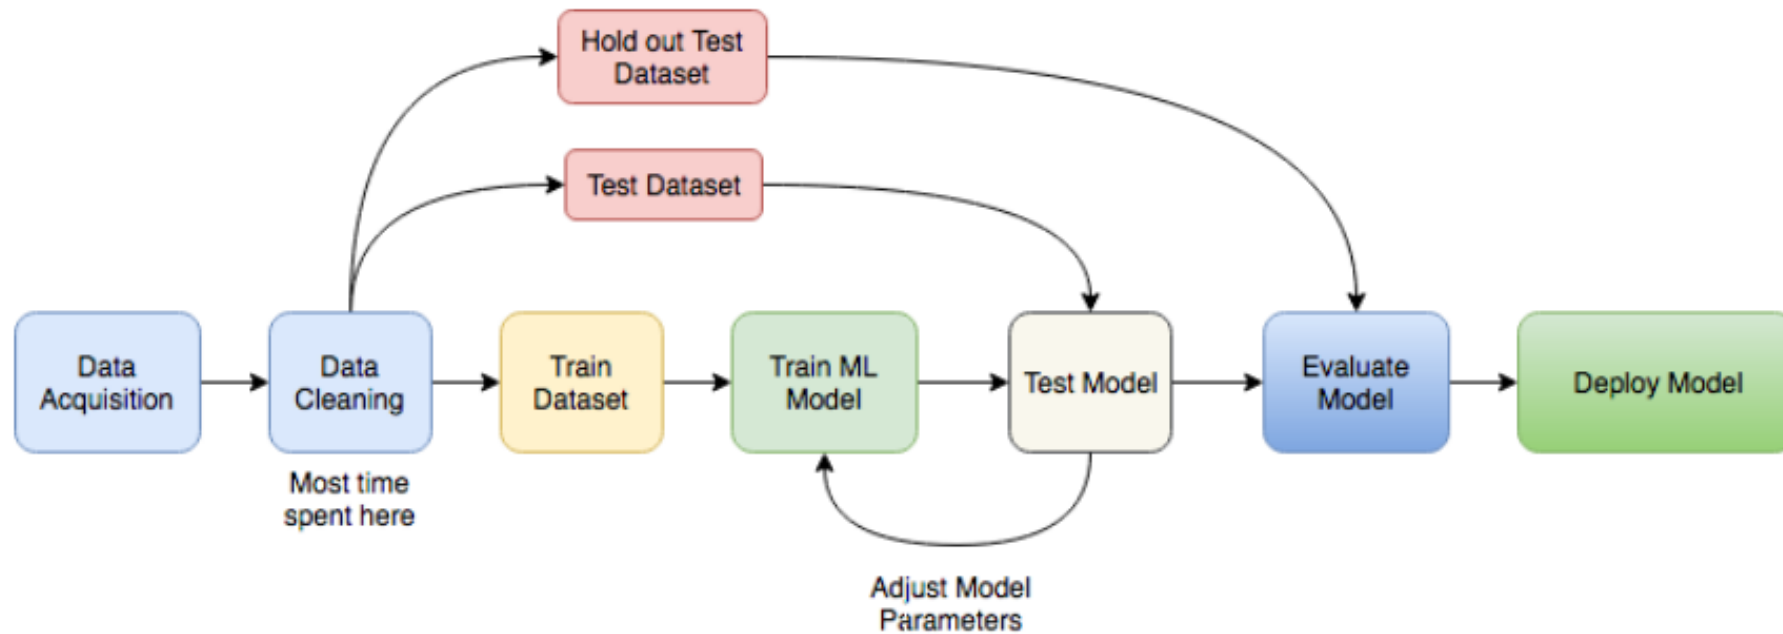 Hold out Test
Dataset
Test Dataset
Data
Acquisition
Data
Cleaning
Train
Dataset
Train ML
Model
Test Model
Evaluate
Model
Deploy Model
Most time
spent here
Adjust Model
Parameters